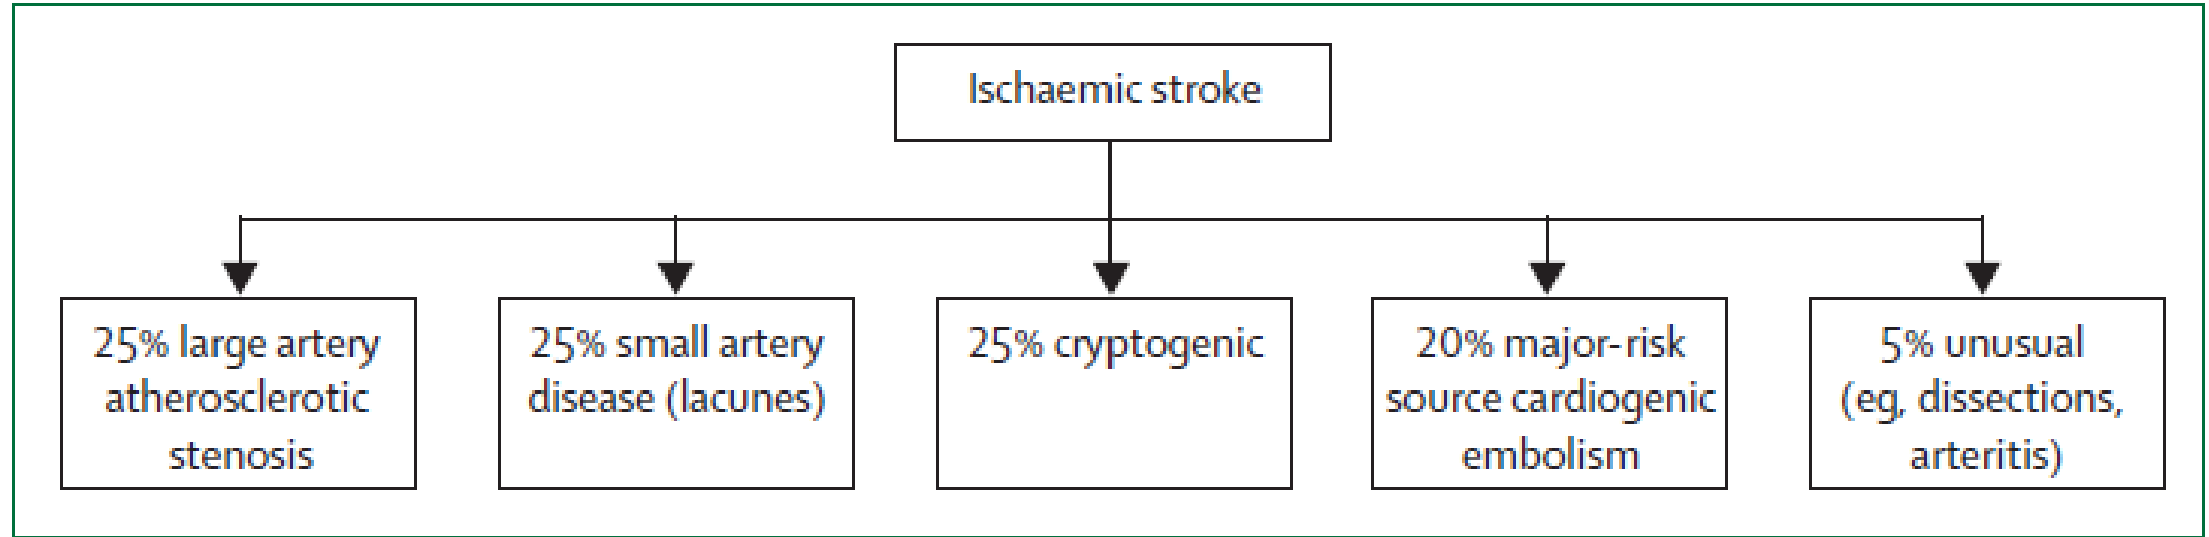 Ischaemic stroke
25% large artery
atherosclerotic
stenosis
25% small artery
disease (lacunes)
25% cryptogenic
20% major-risk
source cardiogenic
embolism
5% unusual
(eg, dissections,
arteritis)